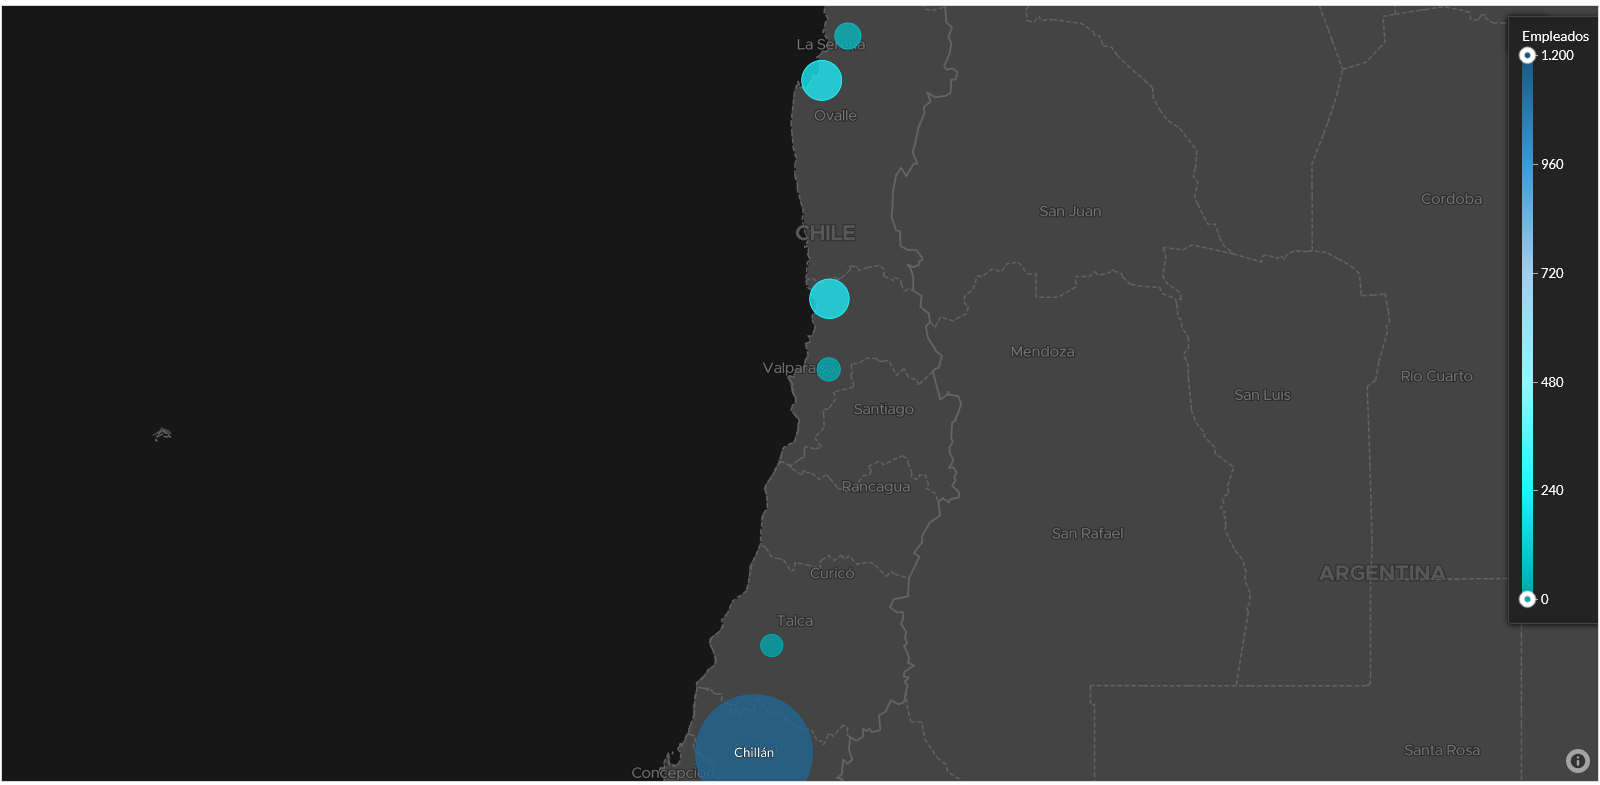 Empleados
1.200
960
720
480
240
0
La Serena
Ovalle
CHILE
San Juan
Cordoba
Valparaíso
Mendoza
Santiago
San Luis
Río Cuarto
Rancagua
San Rafael
Curicó
ARGENTINA
Talca
Chillán
Concepción
Santa Rosa